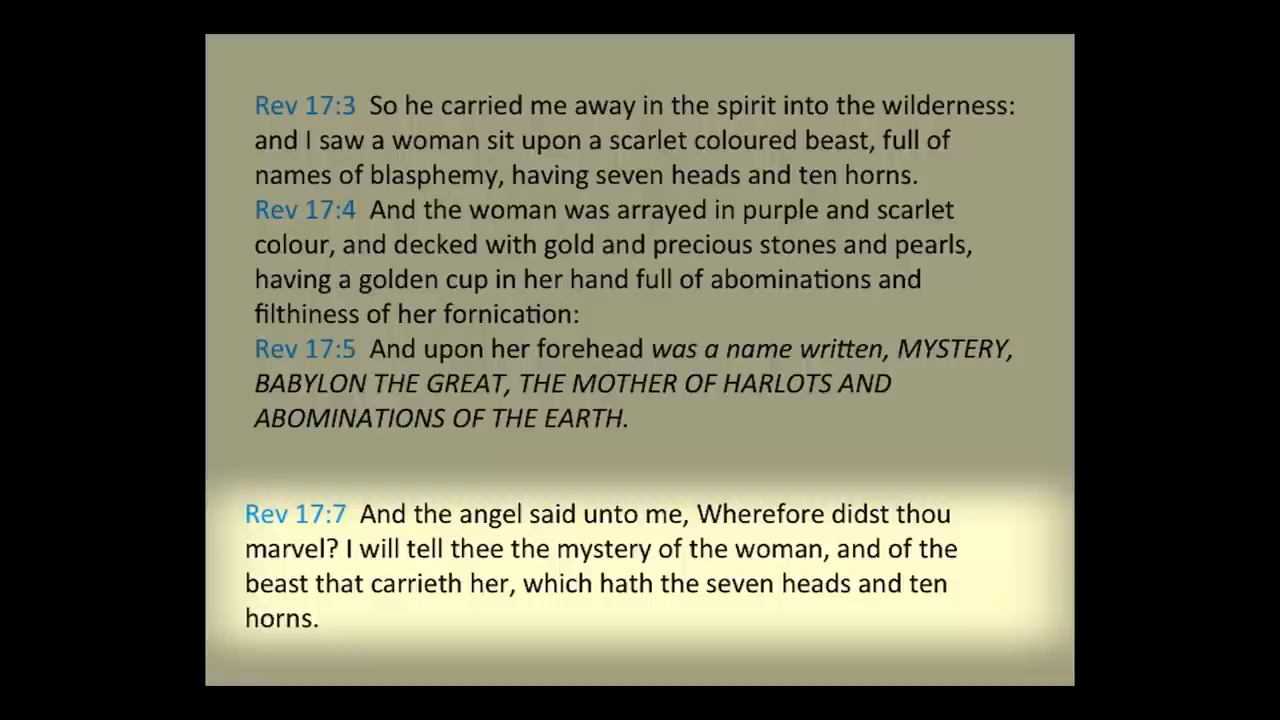 Rev 17:3 So he carried me away in the spirit into the wilderness:
and I saw a woman sit upon a scarlet coloured beast, full of
names of blasphemy, having seven heads and ten horns.
Rev 17:4 And the woman was arrayed in purple and scarlet
colour, and decked with gold and precious stones and pearls,
having a golden cup in her hand full of abominations and
filthiness of her fornication:
Rev 17:5 And upon her forehead was a name written, MYSTERY,
BABYLON THE GREAT, THE MOTHER OF HARLOTS AND
ABOMINATIONS OF THE EARTH.
Rev 17:7 And the angel said unto me, Wherefore didst thou
marvel? I will tell thee the mystery of the woman, and of the
beast that carrieth her, which hath the seven heads and ten
horns.